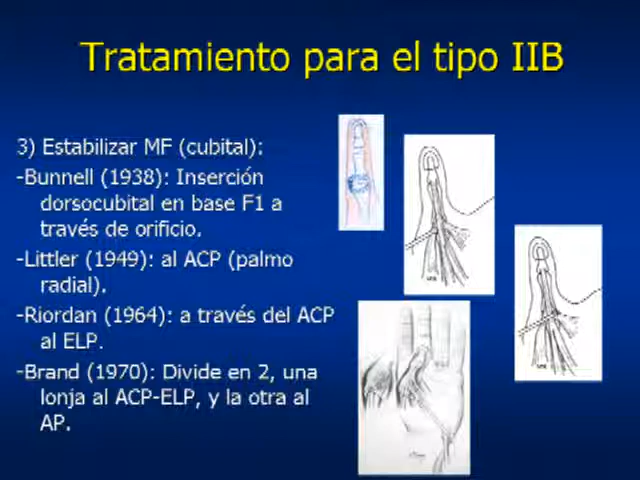 Tratamiento para el tipo IIB
3) Estabilizar MF (cubital):
-Bunnell (1938): Inserción
dorsocubital en base F1 a
través de orificio.
-Littler (1949): al ACP (palmo
radial).
-Riordan (1964): a través del ACP
al ELP.
-Brand (1970): Divide en 2, una
lonja al ACP-ELP, y la otra al
AP.